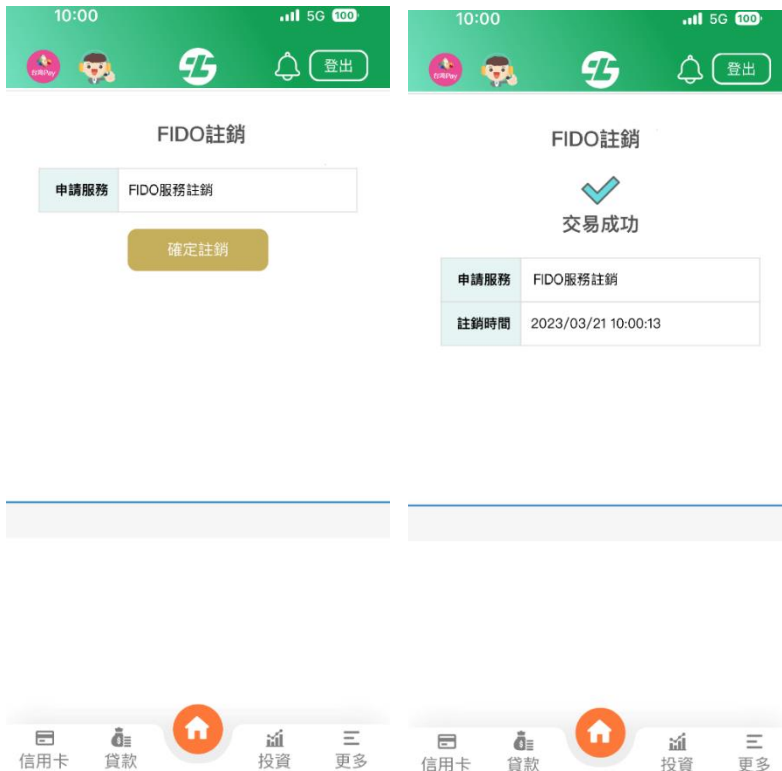 10:00
5G 100
台灣Pay
登出
FIDO註銷
申請服務 FIDO服務註銷
確定註銷
信用卡
貸款
投資
更多
10:00
5G 100
台灣Pay
登出
FIDO註銷
交易成功
申請服務 FIDO服務註銷
註銷時間 2023/03/21 10:00:13
信用卡
貸款
投資
更多